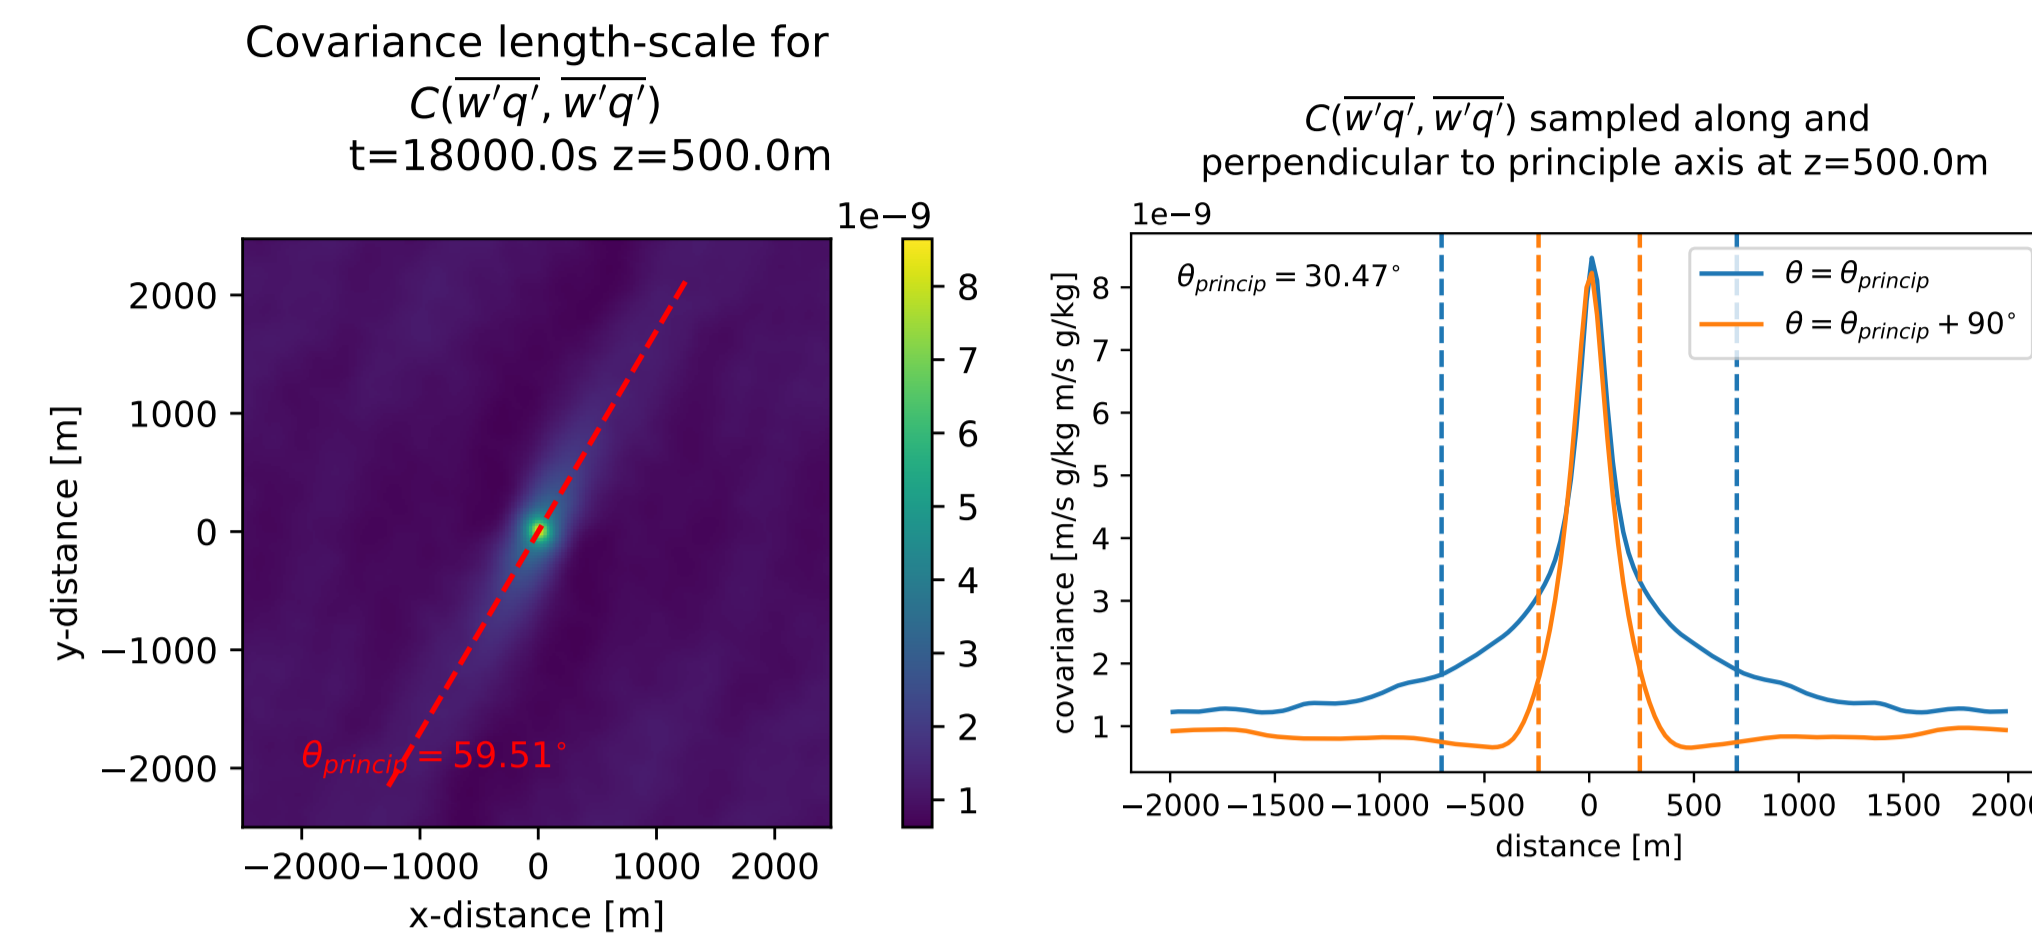 Covariance length-scale for
C(w'q', w'q')
t=18000.0s z=500.0m
1e−9
2000
1000
0
−1000
−2000
y-distance [m]
θprincip = 59.51°
−2000 −1000 0 1000 2000
x-distance [m]
8
7
6
5
4
3
2
1
C(w'q', w'q') sampled along and
perpendicular to principle axis at z=500.0m
1e−9
θprincip = 30.47°
θ = θprincip
θ = θprincip + 90°
8
7
6
5
4
3
2
1
covariance [m/s g/kg m/s g/kg]
−2000 −1500 −1000 −500 0 500 1000 1500
distance [m]